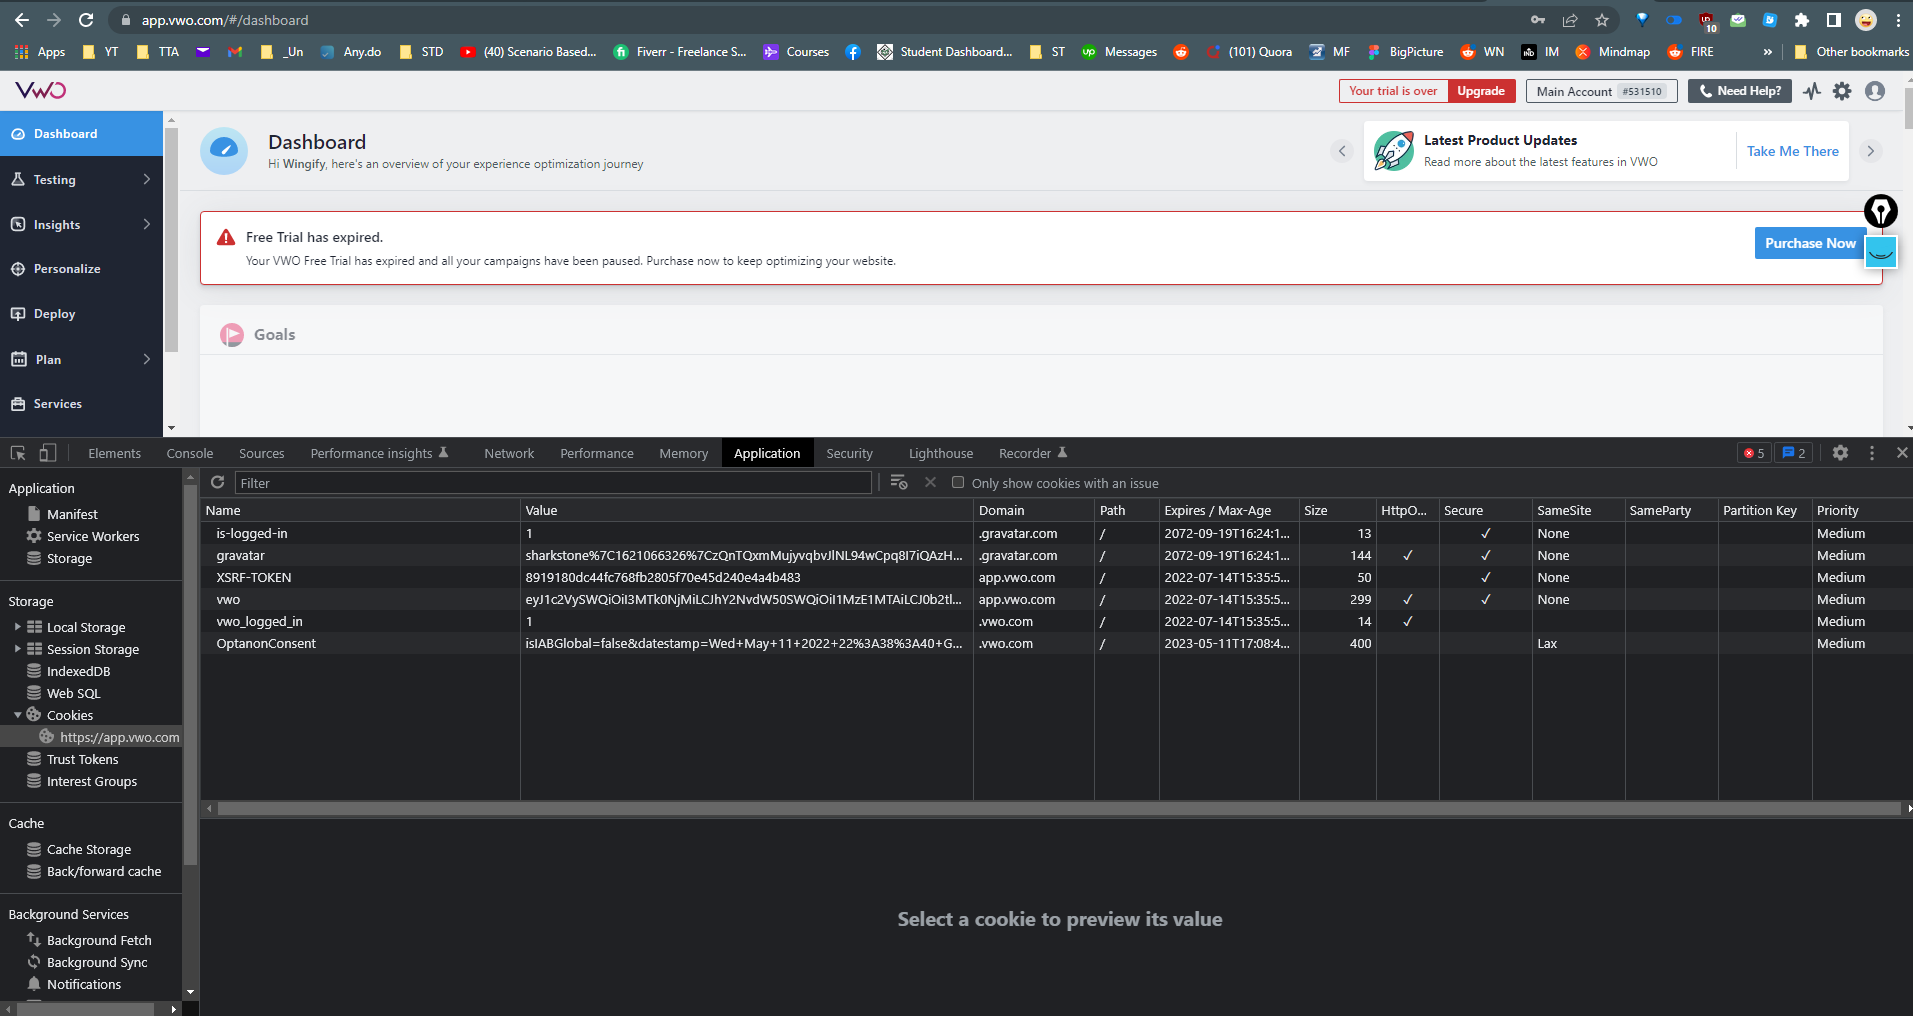 app.vwo.com/#/dashboard
10
Apps YT TTA _Un Any.do STD (40) Scenario Based... Fiverr - Freelance S... Courses Student Dashboard... ST Messages (101) Quora MF BigPicture WN IM Mindmap FIRE » Other bookmarks
VWO Your trial is over Upgrade Main Account #531510 Need Help?
Dashboard
Testing
Insights
Personalize
Deploy
Plan
Services
Dashboard
Hi Wingify, here's an overview of your experience optimization journey
Latest Product Updates
Read more about the latest features in VWO
Take Me There
Free Trial has expired.
Your VWO Free Trial has expired and all your campaigns have been paused. Purchase now to keep optimizing your website.
Purchase Now
Goals
Elements Console Sources Performance insights Network Performance Memory Application Security Lighthouse Recorder 5 2
Application
Manifest
Service Workers
Storage
Storage
Local Storage
Session Storage
IndexedDB
Web SQL
Cookies
https://app.vwo.com
Trust Tokens
Interest Groups
Cache
Cache Storage
Back/forward cache
Background Services
Background Fetch
Background Sync
Notifications
Filter Only show cookies with an issue
Name Value Domain Path Expires / Max-Age Size HttpO... Secure SameSite SameParty Partition Key Priority
is-logged-in 1 .gravatar.com / 2072-09-19T16:24:1... 13 ✓ None Medium
gravatar sharkstone%7C1621066326%7CzQnTQxmMujyvqbvJlNL94wCpq8I7iQAzH... .gravatar.com / 2072-09-19T16:24:1... 144 ✓ ✓ None Medium
XSRF-TOKEN 8919180dc44fc768fb2805f70e45d240e4a4b483 app.vwo.com / 2022-07-14T15:35:5... 50 ✓ None Medium
vwo eyJ1c2VySWQiOiI3MTk0NjMiLCJhY2NvdW50SWQiOiI1MzE1MTAiLCJ0b2tl... app.vwo.com / 2022-07-14T15:35:5... 299 ✓ ✓ None Medium
vwo_logged_in 1 .vwo.com / 2022-07-14T15:35:5... 14 ✓ Medium
OptanonConsent isIABGlobal=false&datestamp=Wed+May+11+2022+22%3A38%3A40+G... .vwo.com / 2023-05-11T17:08:4... 400 Lax Medium
Select a cookie to preview its value